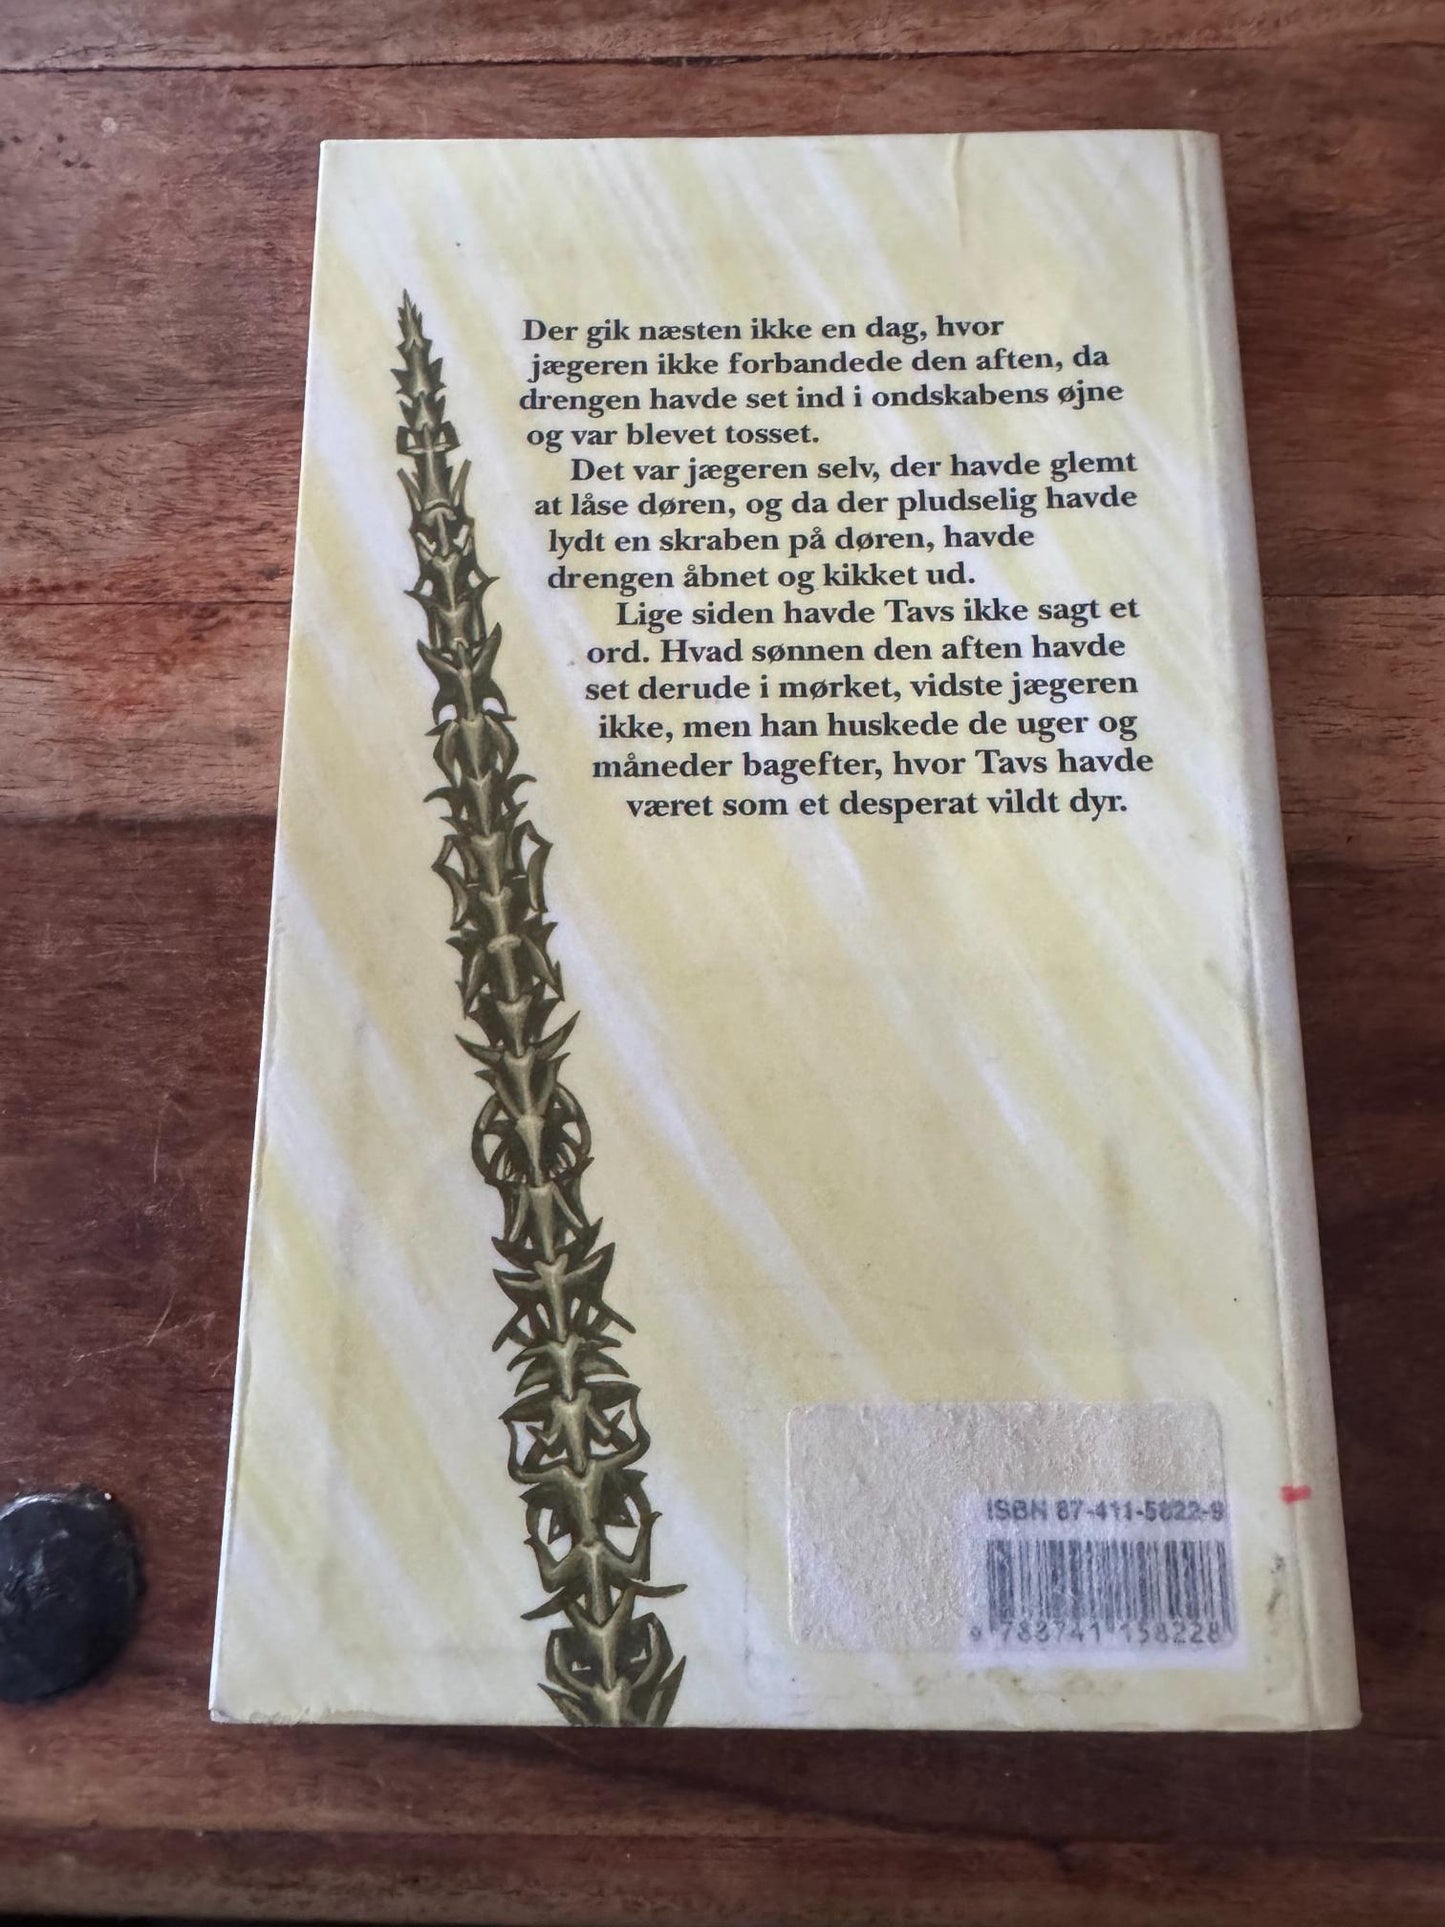 Der gik næsten ikke en dag, hvor
jægeren ikke forbandede den aften, da
drengen havde set ind i ondskabens øjne
og var blevet tosset.
Det var jægeren selv, der havde glemt
at låse døren, og da der pludselig havde
lydt en skraben på døren, havde
drengen åbnet og kikket ud.
Lige siden havde Tavs ikke sagt et
ord. Hvad sønnen den aften havde
set derude i mørket, vidste jægeren
ikke, men han huskede de uger og
måneder bagefter, hvor Tavs havde
været som et desperat vildt dyr.
ISBN 87-411-5822-9
9 788741 158228